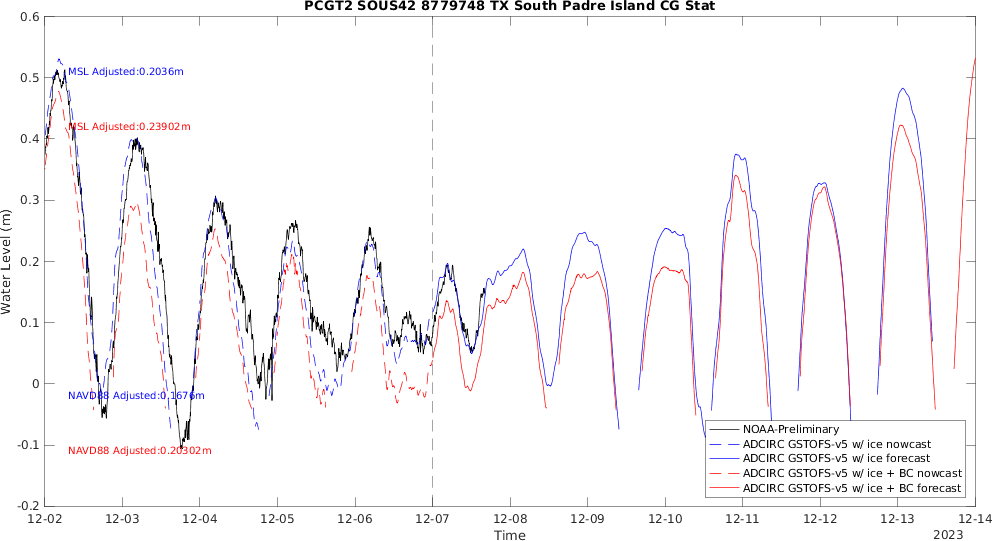 PCGT2 SOUS42 8779748 TX South Padre Island CG Stat
0.6
0.5
0.4
0.3
0.2
0.1
0
-0.1
-0.2
Water Level (m)
MSL Adjusted:0.2036m
MSL Adjusted:0.23902m
NAVD88 Adjusted:0.1676m
NAVD88 Adjusted:0.20302m
NOAA-Preliminary
ADCIRC GSTOFS-v5 w/ ice nowcast
ADCIRC GSTOFS-v5 w/ ice forecast
ADCIRC GSTOFS-v5 w/ ice + BC nowcast
ADCIRC GSTOFS-v5 w/ ice + BC forecast
12-02 12-03 12-04 12-05 12-06 12-07 12-08 12-09 12-10 12-11 12-12 12-13 12-14
Time
2023